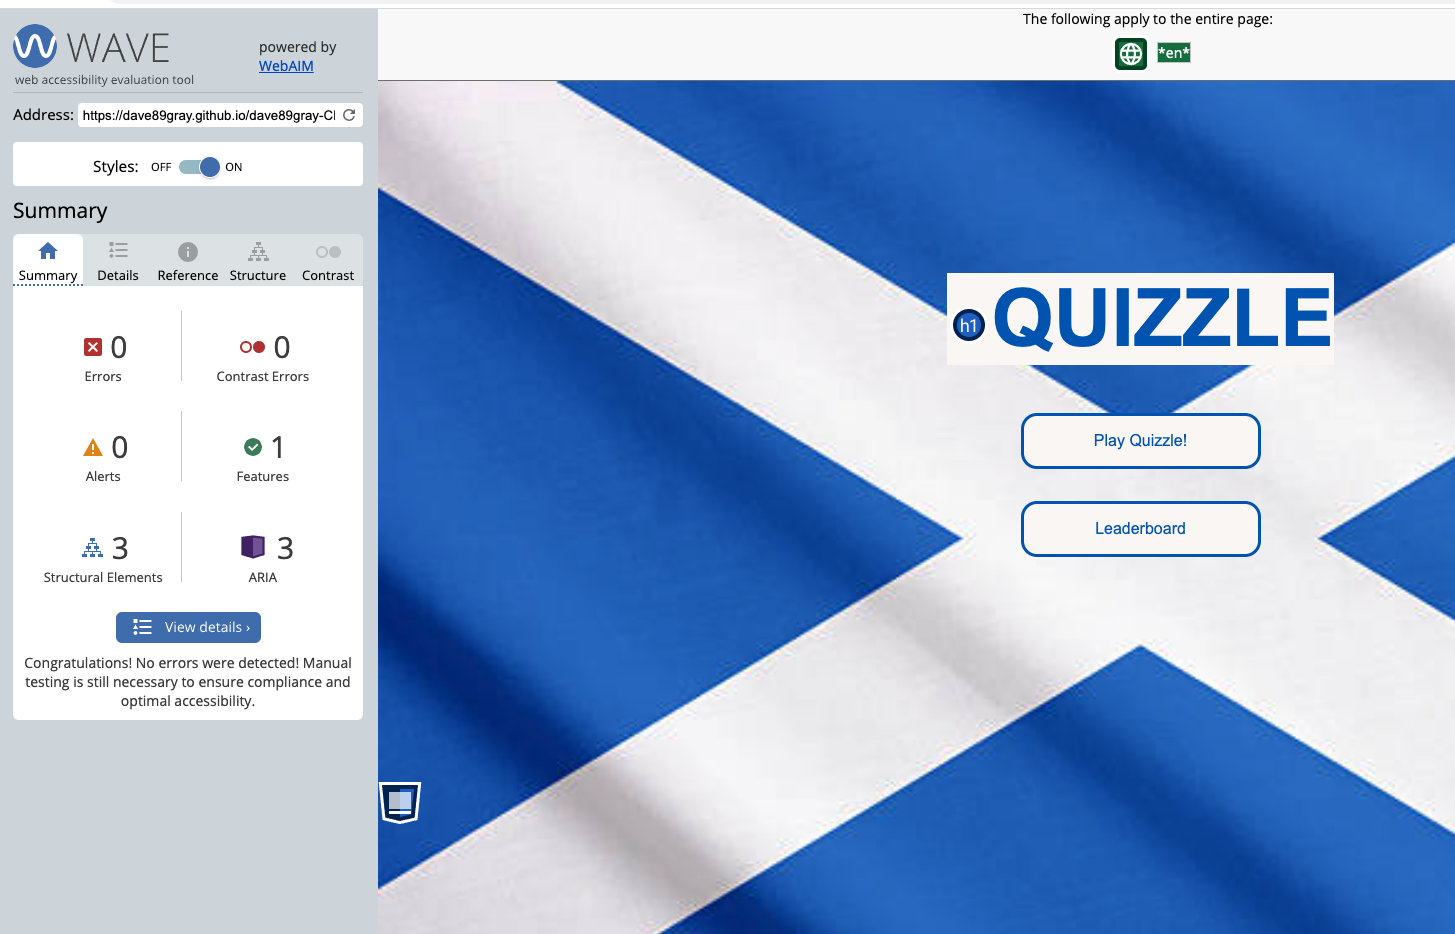 WAVE
powered by
WebAIM
web accessibility evaluation tool
Address: https://dave89gray.github.io/dave89gray-C
Styles: OFF ON
Summary
Summary Details Reference Structure Contrast
0 0
Errors Contrast Errors
0 1
Alerts Features
3 3
Structural Elements ARIA
View details ›
Congratulations! No errors were detected! Manual
testing is still necessary to ensure compliance and
optimal accessibility.
The following apply to the entire page:
*en*
h1 QUIZZLE
Play Quizzle!
Leaderboard